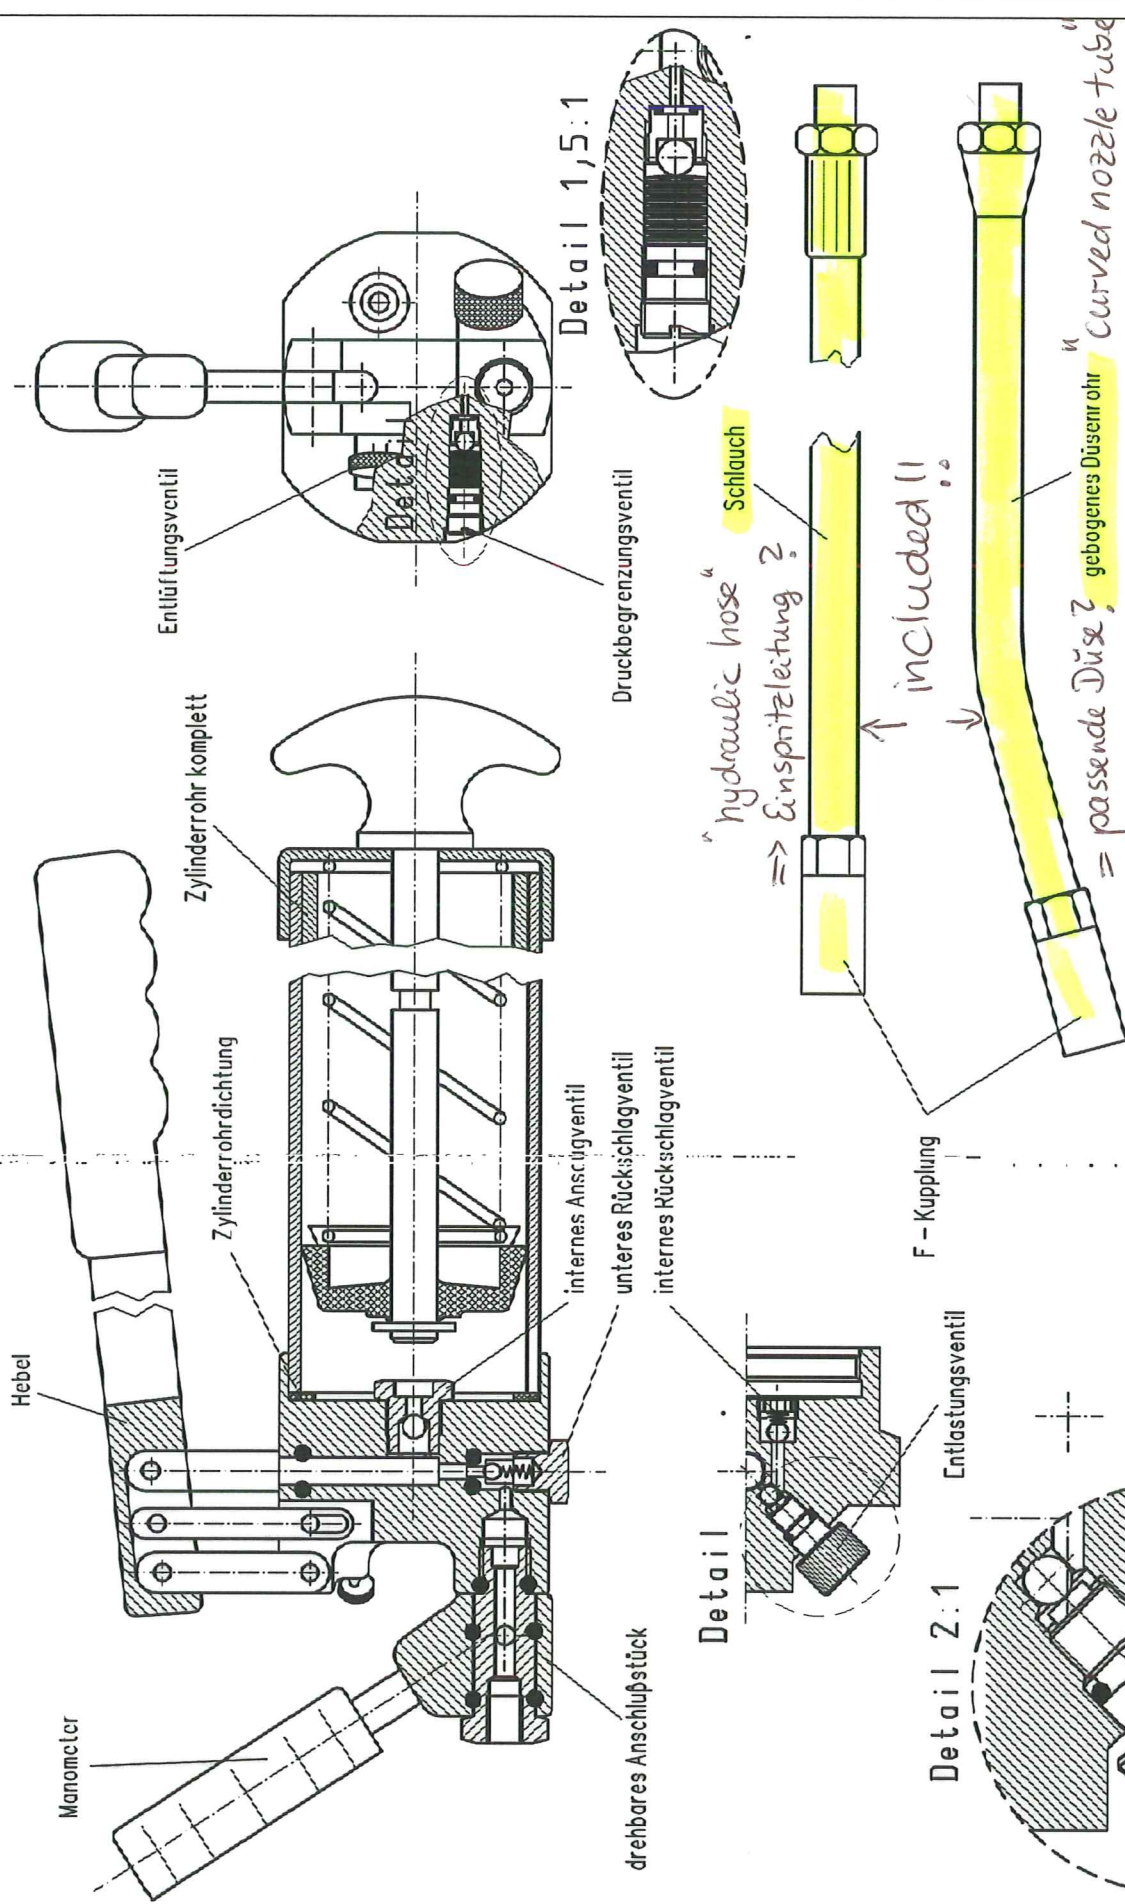 Manometer
Hebel
Zylinderrohrdichtung
Zylinderrohr komplett
Entlüftungsventil
Deta
Druckbegrenzungsventil
Detail 1,5:1
drehbares Anschlußstück
internes Ansaugventil
unteres Rückschlagventil
internes Rückschlagventil
Detail
Entlastungsventil
Detail 2:1
F-Kupplung
Schlauch
"hydraulic hose"
=> Einspritzleitung ?
included !!
gebogenes Düsenrohr
"curved nozzle tube"
= passende Düse?